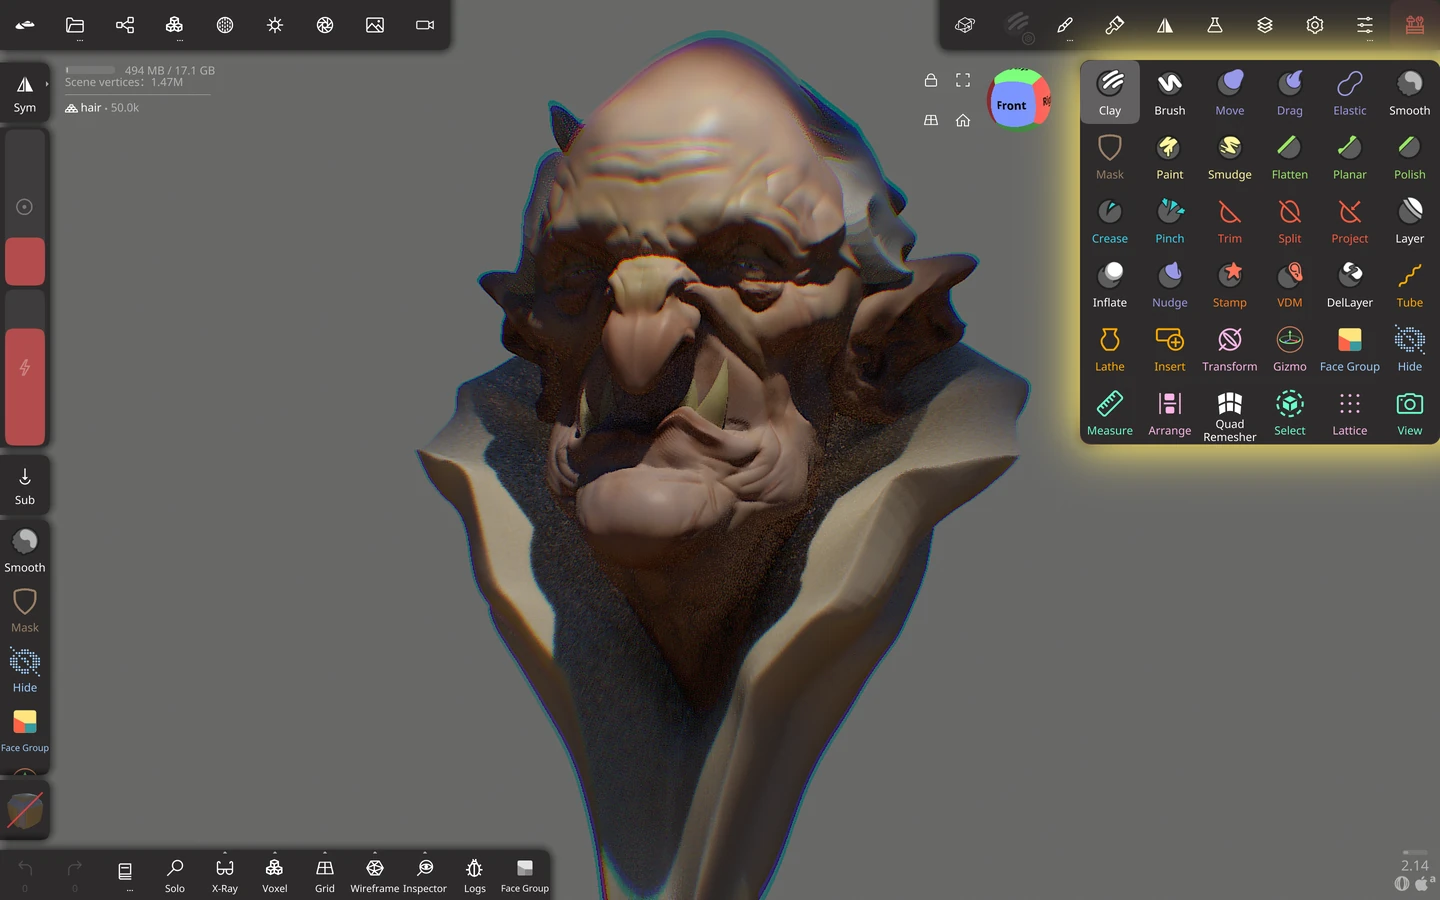 494 MB / 17.1 GB
Scene vertices: 1.47M
hair • 50.0k
Sym
Sub
Smooth
Mask
Hide
Face Group
Front
Clay Brush Move Drag Elastic Smooth
Mask Paint Smudge Flatten Planar Polish
Crease Pinch Trim Split Project Layer
Inflate Nudge Stamp VDM DelLayer Tube
Lathe Insert Transform Gizmo Face Group Hide
Measure Arrange Quad Remesher Select Lattice View
0 0 ... Solo X-Ray Voxel Grid Wireframe Inspector Logs Face Group
2.14
a